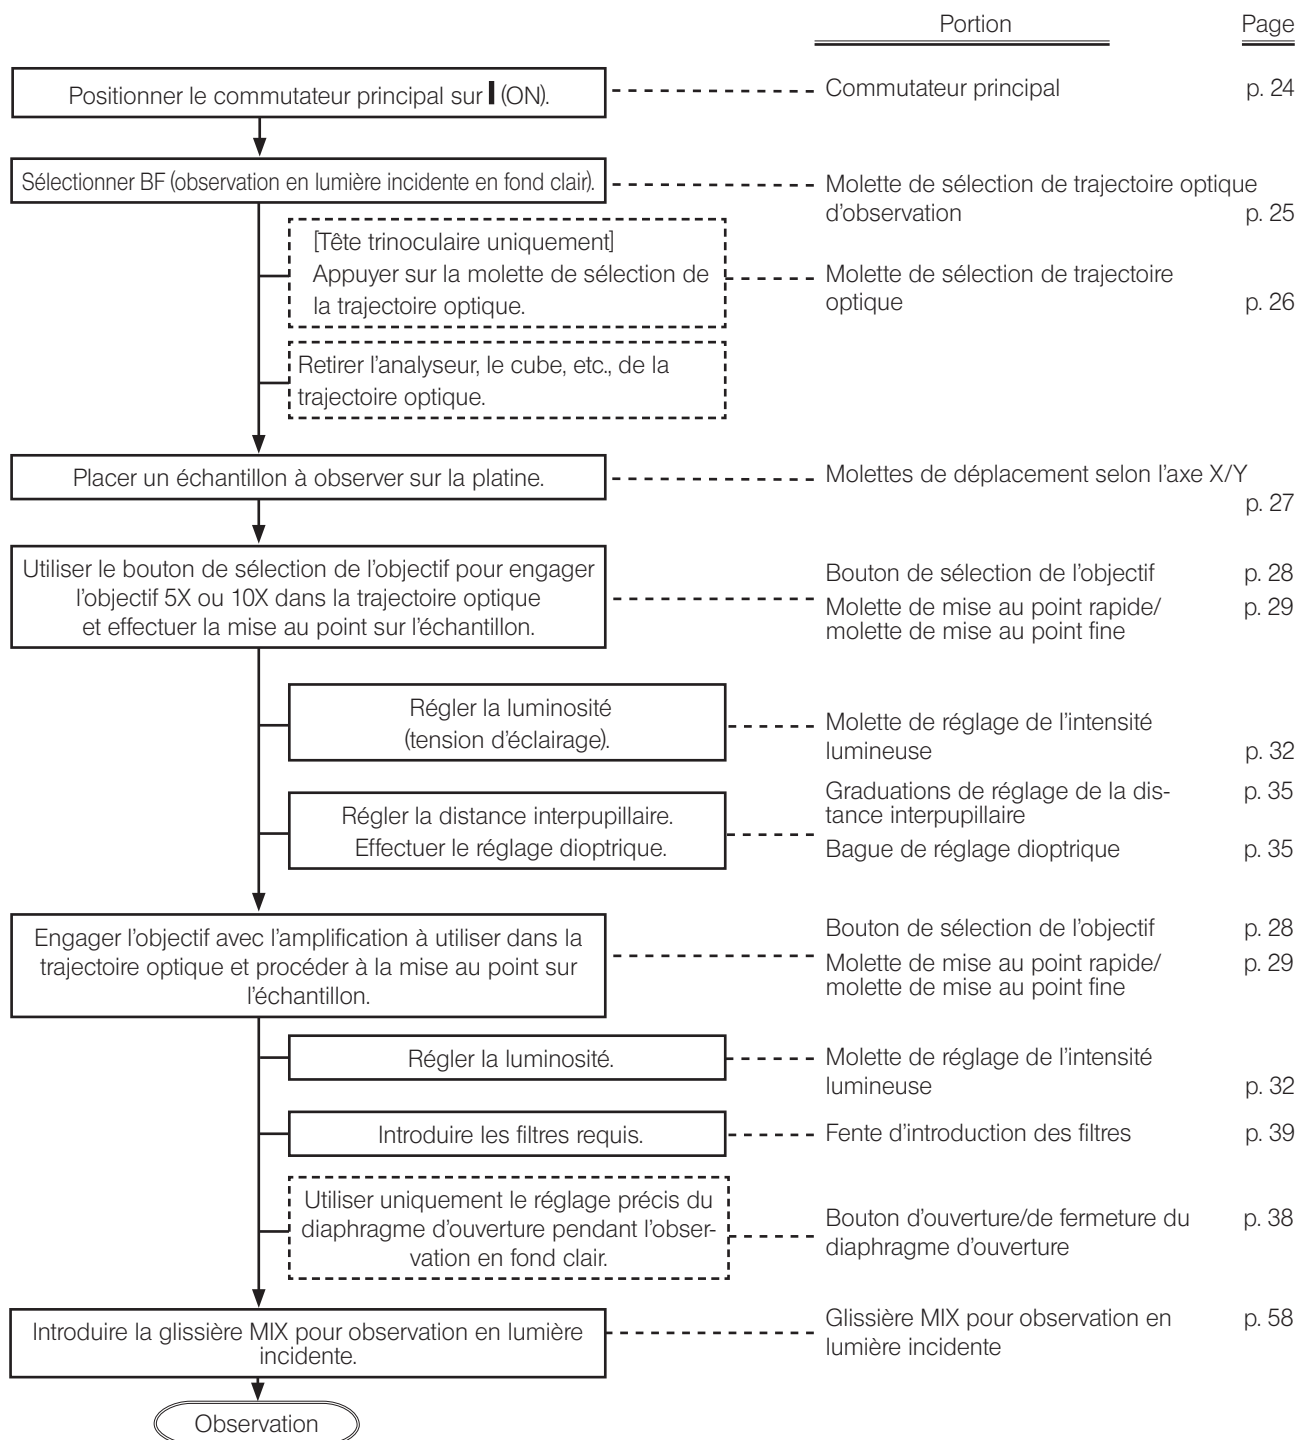 Portion Page
Positionner le commutateur principal sur I (ON). Commutateur principal p. 24
Sélectionner BF (observation en lumière incidente en fond clair). Molette de sélection de trajectoire optique
d'observation p. 25
[Tête trinoculaire uniquement]
Appuyer sur la molette de sélection de
la trajectoire optique.
Molette de sélection de trajectoire
optique p. 26
Retirer l'analyseur, le cube, etc., de la
trajectoire optique.
Placer un échantillon à observer sur la platine. Molettes de déplacement selon l'axe X/Y
p. 27
Utiliser le bouton de sélection de l'objectif pour engager
l'objectif 5X ou 10X dans la trajectoire optique
et effectuer la mise au point sur l'échantillon.
Bouton de sélection de l'objectif p. 28
Molette de mise au point rapide/ p. 29
molette de mise au point fine
Régler la luminosité
(tension d'éclairage).
Molette de réglage de l'intensité
lumineuse p. 32
Régler la distance interpupillaire.
Effectuer le réglage dioptrique.
Graduations de réglage de la dis- p. 35
tance interpupillaire
Bague de réglage dioptrique p. 35
Engager l'objectif avec l'amplification à utiliser dans la
trajectoire optique et procéder à la mise au point sur
l'échantillon.
Bouton de sélection de l'objectif p. 28
Molette de mise au point rapide/ p. 29
molette de mise au point fine
Régler la luminosité. Molette de réglage de l'intensité
lumineuse p. 32
Introduire les filtres requis. Fente d'introduction des filtres p. 39
Utiliser uniquement le réglage précis du
diaphragme d'ouverture pendant l'obser-
vation en fond clair.
Bouton d'ouverture/de fermeture du p. 38
diaphragme d'ouverture
Introduire la glissière MIX pour observation en lumière
incidente.
Glissière MIX pour observation en p. 58
lumière incidente
Observation